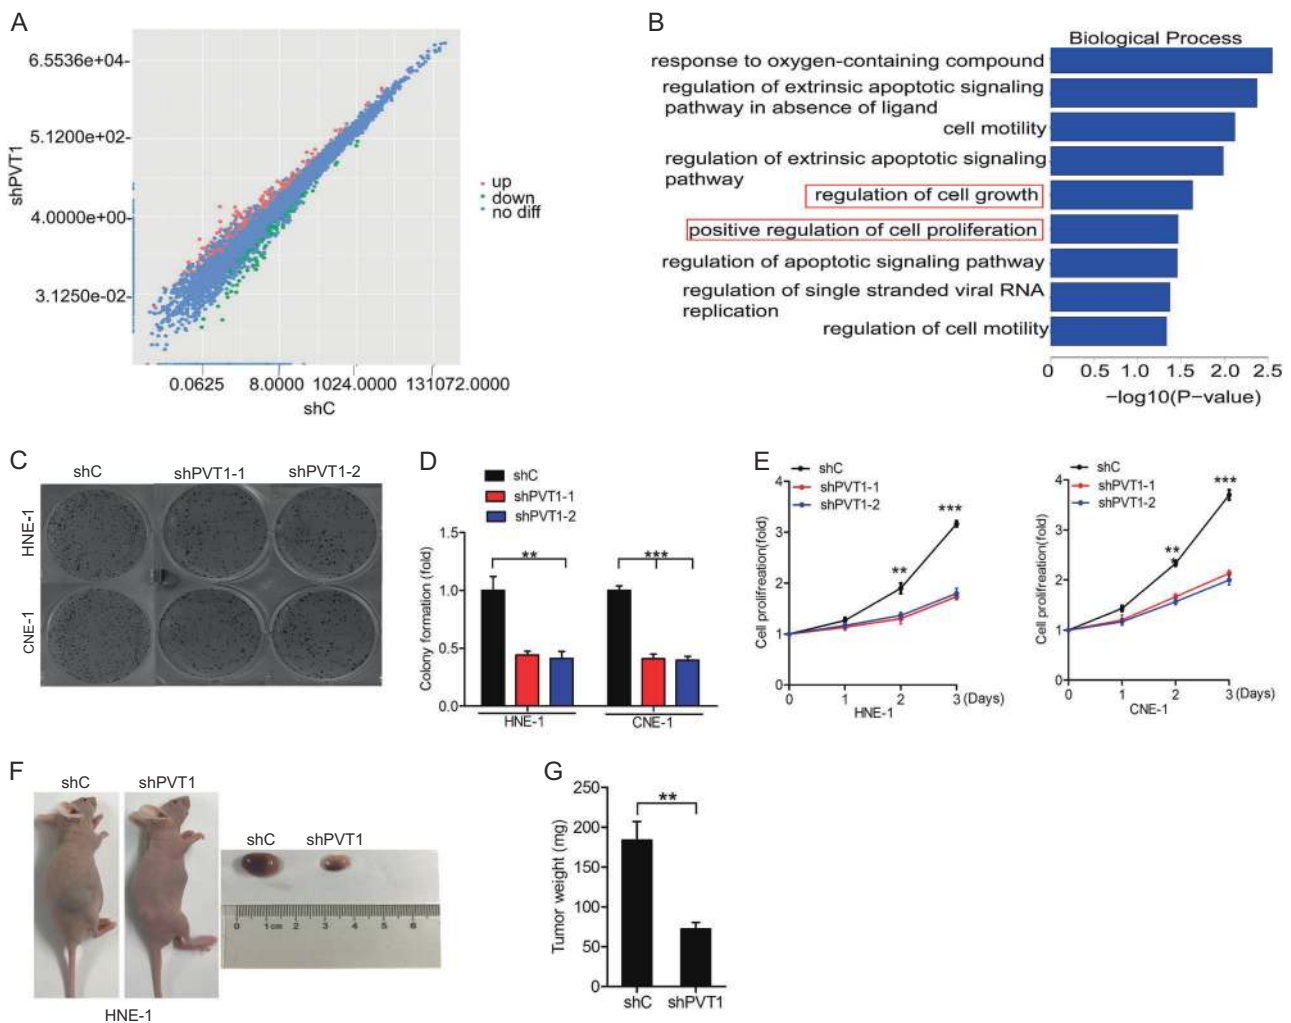 A
shPVT1
6.5536e+04-
5.1200e+02-
4.0000e+00-
3.1250e-02-
0.0625
8.0000
1024.0000
131072.0000
shC
up
down
no diff
B
Biological Process
response to oxygen-containing compound
regulation of extrinsic apoptotic signaling
pathway in absence of ligand
cell motility
regulation of extrinsic apoptotic signaling
pathway
regulation of cell growth
positive regulation of cell proliferation
regulation of apoptotic signaling pathway
regulation of single stranded viral RNA
replication
regulation of cell motility
0 0.5 1.0 1.5 2.0 2.5
−log10(P−value)
C
shC shPVT1-1 shPVT1-2
HNE-1
CNE-1
D
shC
shPVT1-1
shPVT1-2
Colony formation (fold)
1.5
1.0
0.5
0.0
**
***
HNE-1
CNE-1
E
shC
shPVT1-1
shPVT1-2
Cell prolifreation(fold)
4
3
2
1
0
**
***
0 1 2 3 (Days)
HNE-1
shC
shPVT1-1
shPVT1-2
Cell prolifreation(fold)
4
3
2
1
0
**
*
***
0 1 2 3 (Days)
CNE-1
F
shC shPVT1
HNE-1
shC shPVT1
0 1cm 2 3 4 5 6
G
Tumor weight (mg)
250
200
150
100
50
0
**
shC shPVT1